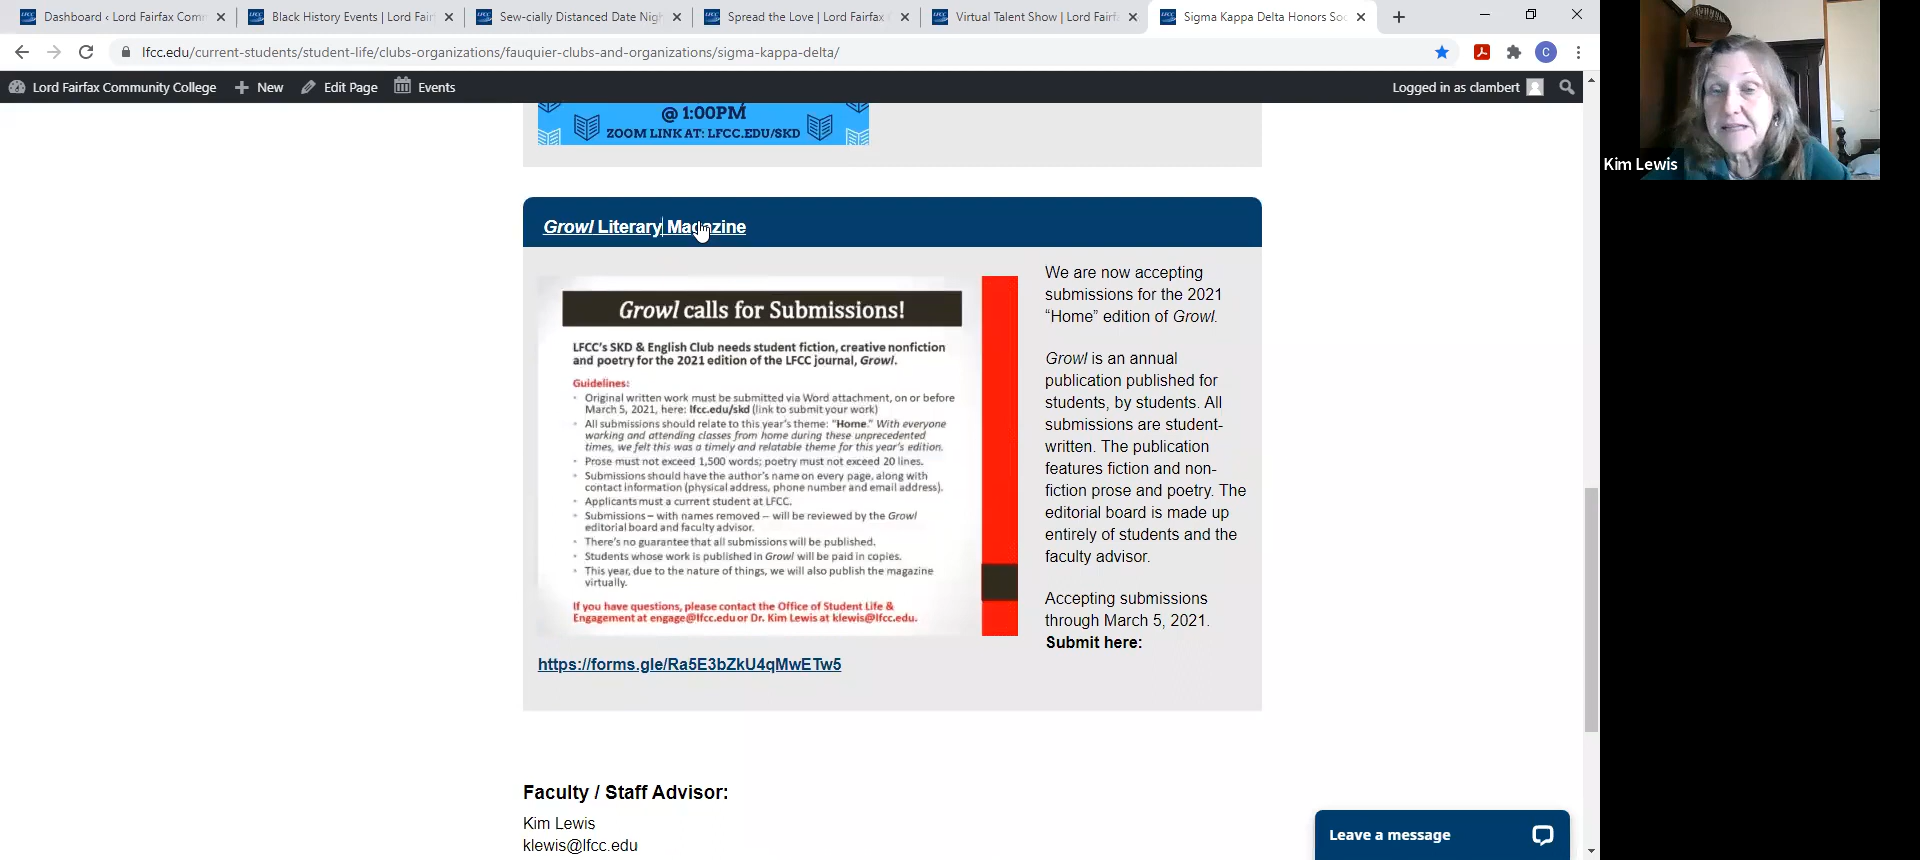 Dashboard ‹ Lord Fairfax Comm
Black History Events | Lord Fair
Sew-cially Distanced Date Nigh
Spread the Love | Lord Fairfax
Virtual Talent Show | Lord Fairf
Sigma Kappa Delta Honors Soc
lfcc.edu/current-students/student-life/clubs-organizations/fauquier-clubs-and-organizations/sigma-kappa-delta/
C
Lord Fairfax Community College
New
Edit Page
Events
Logged in as clambert
Kim Lewis
@ 1:00PM
ZOOM LINK AT: LFCC.EDU/SKD
Growl Literary Magazine
Growl calls for Submissions!
LFCC's SKD & English Club needs student fiction, creative nonfiction
and poetry for the 2021 edition of the LFCC journal, Growl.
Guidelines:
• Original written work must be submitted via Word attachment, on or before
March 5, 2021, here: lfcc.edu/skd (link to submit your work)
• All submissions should relate to this year's theme: "Home." With everyone
working and attending classes from home during these unprecedented
times, we felt this was a timely and relatable theme for this year's edition.
• Prose must not exceed 1,500 words; poetry must not exceed 20 lines.
• Submissions should have the author's name on every page, along with
contact information (physical address, phone number and email address).
• Applicants must a current student at LFCC.
• Submissions – with names removed – will be reviewed by the Growl
editorial board and faculty advisor.
• There's no guarantee that all submissions will be published.
• Students whose work is published in Growl will be paid in copies.
• This year, due to the nature of things, we will also publish the magazine
virtually.
If you have questions, please contact the Office of Student Life &
Engagement at engage@lfcc.edu or Dr. Kim Lewis at klewis@lfcc.edu.
We are now accepting
submissions for the 2021
“Home” edition of Growl.
Growl is an annual
publication published for
students, by students. All
submissions are student-
written. The publication
features fiction and non-
fiction prose and poetry. The
editorial board is made up
entirely of students and the
faculty advisor.
Accepting submissions
through March 5, 2021.
Submit here:
https://forms.gle/Ra5E3bZkU4qMwETw5
Faculty / Staff Advisor:
Kim Lewis
klewis@lfcc.edu
Leave a message